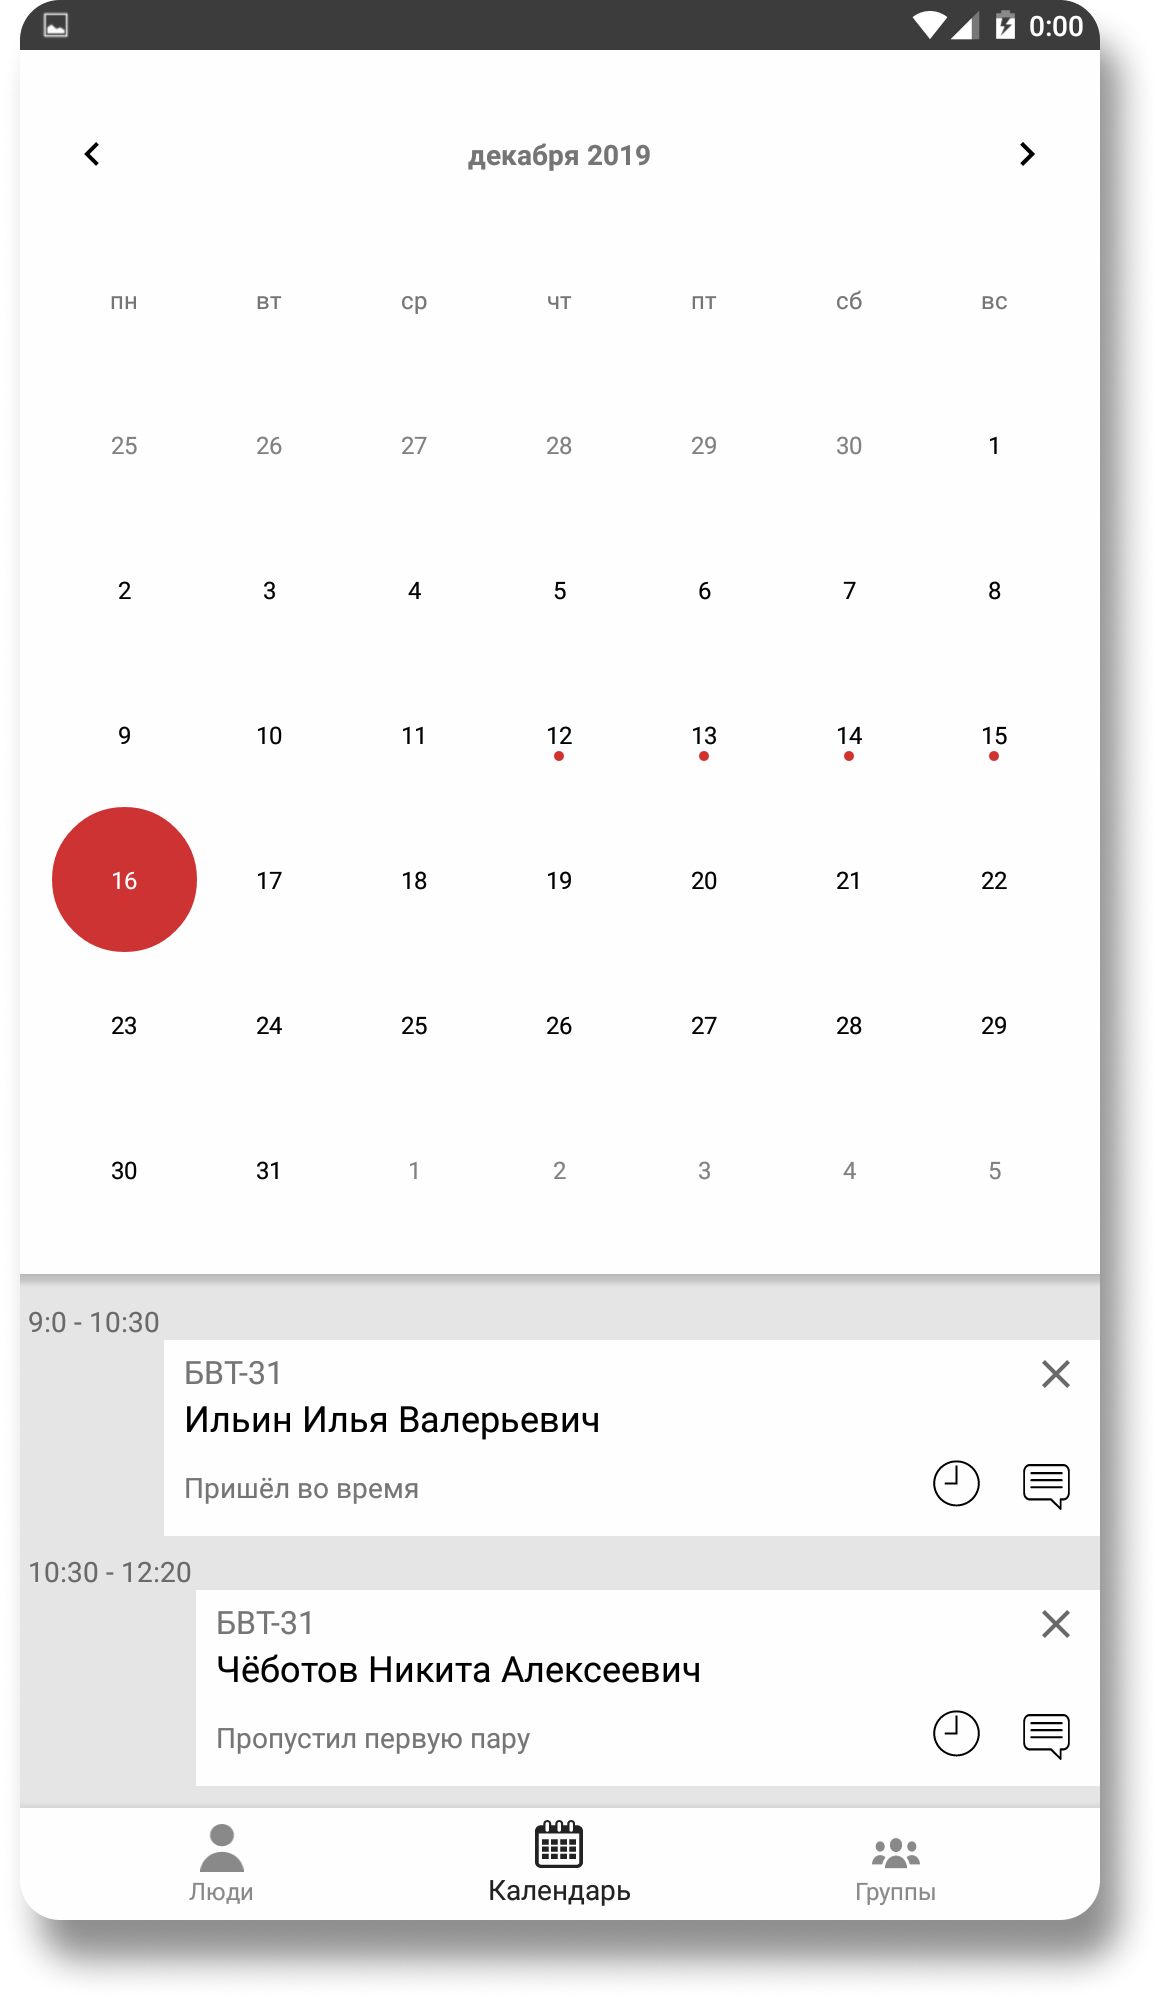 0:00
декабря 2019
пн вт ср чт пт сб вс
25 26 27 28 29 30 1
2 3 4 5 6 7 8
9 10 11 12 13 14 15
16 17 18 19 20 21 22
23 24 25 26 27 28 29
30 31 1 2 3 4 5
9:0 - 10:30
БВТ-31
Ильин Илья Валерьевич
Пришёл во время
10:30 - 12:20
БВТ-31
Чёботов Никита Алексеевич
Пропустил первую пару
Люди Календарь Группы